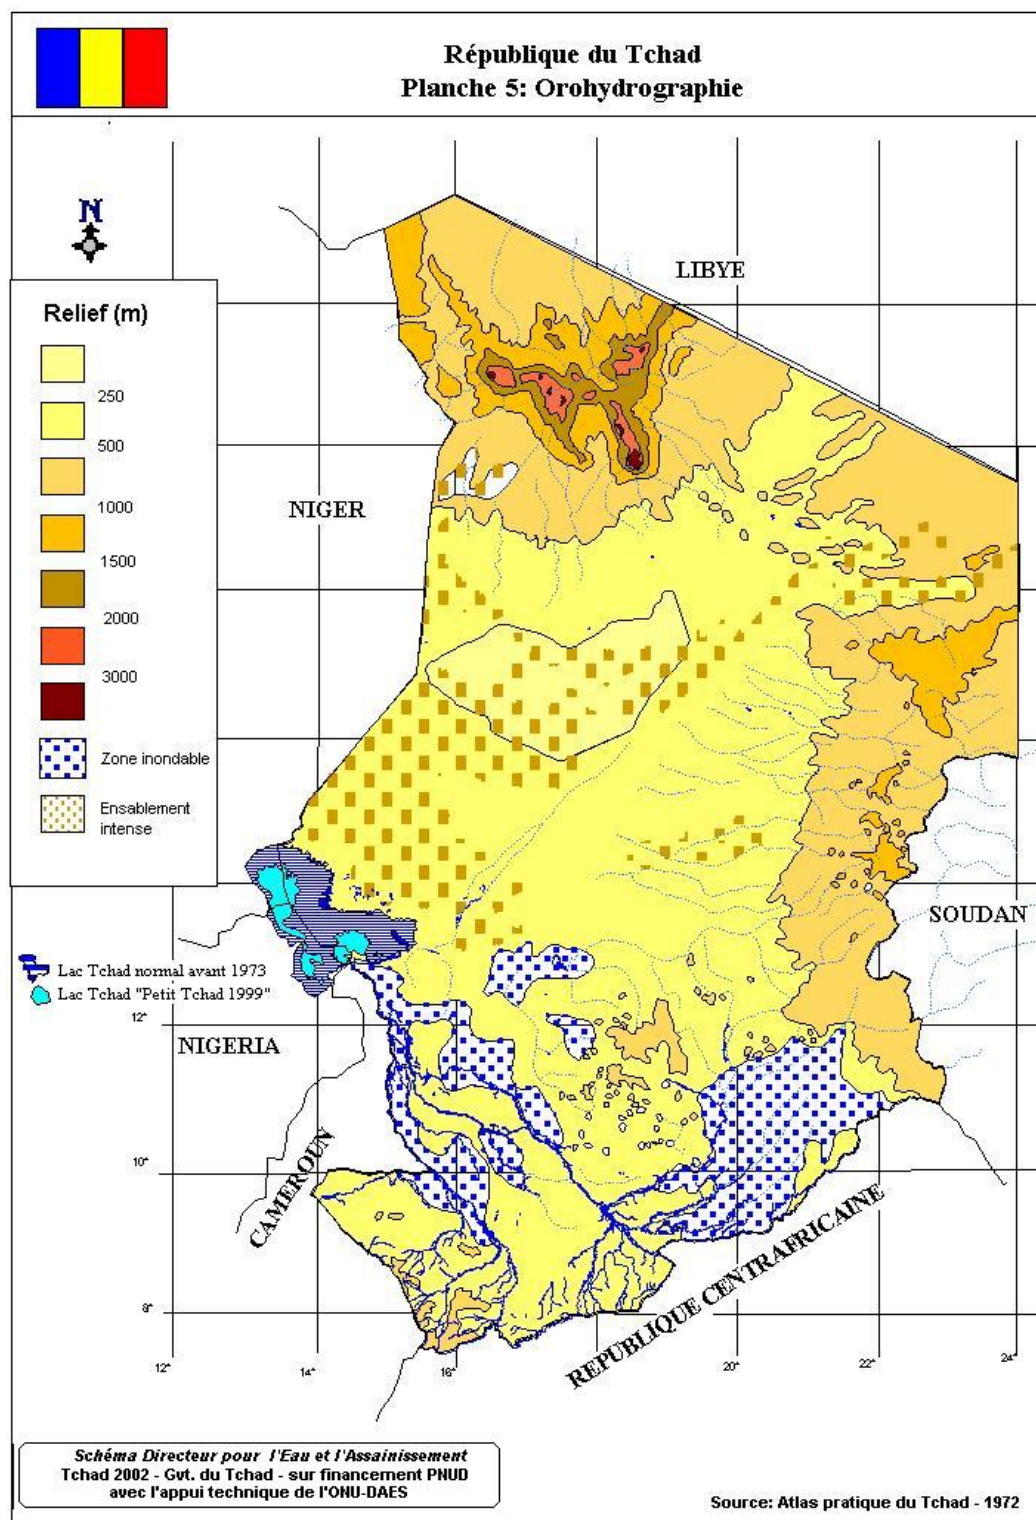 République du Tchad
Planche 5: Orohydrographie
N
LIBYE
Relief (m)
250
500
1000
1500
2000
3000
Zone inondable
Ensablement
intense
NIGER
SOUDAN
Lac Tchad normal avant 1973
Lac Tchad "Petit Tchad 1999"
12°
NIGERIA
10°
CAMEROUN
REPUBLIQUE CENTRAFRICAINE
8°
12°
14°
16°
20°
22°
24°
Schéma Directeur pour l'Eau et l'Assainissement
Tchad 2002 - Gvt. du Tchad - sur financement PNUD
avec l'appui technique de l'ONU-DAES
Source: Atlas pratique du Tchad - 1972